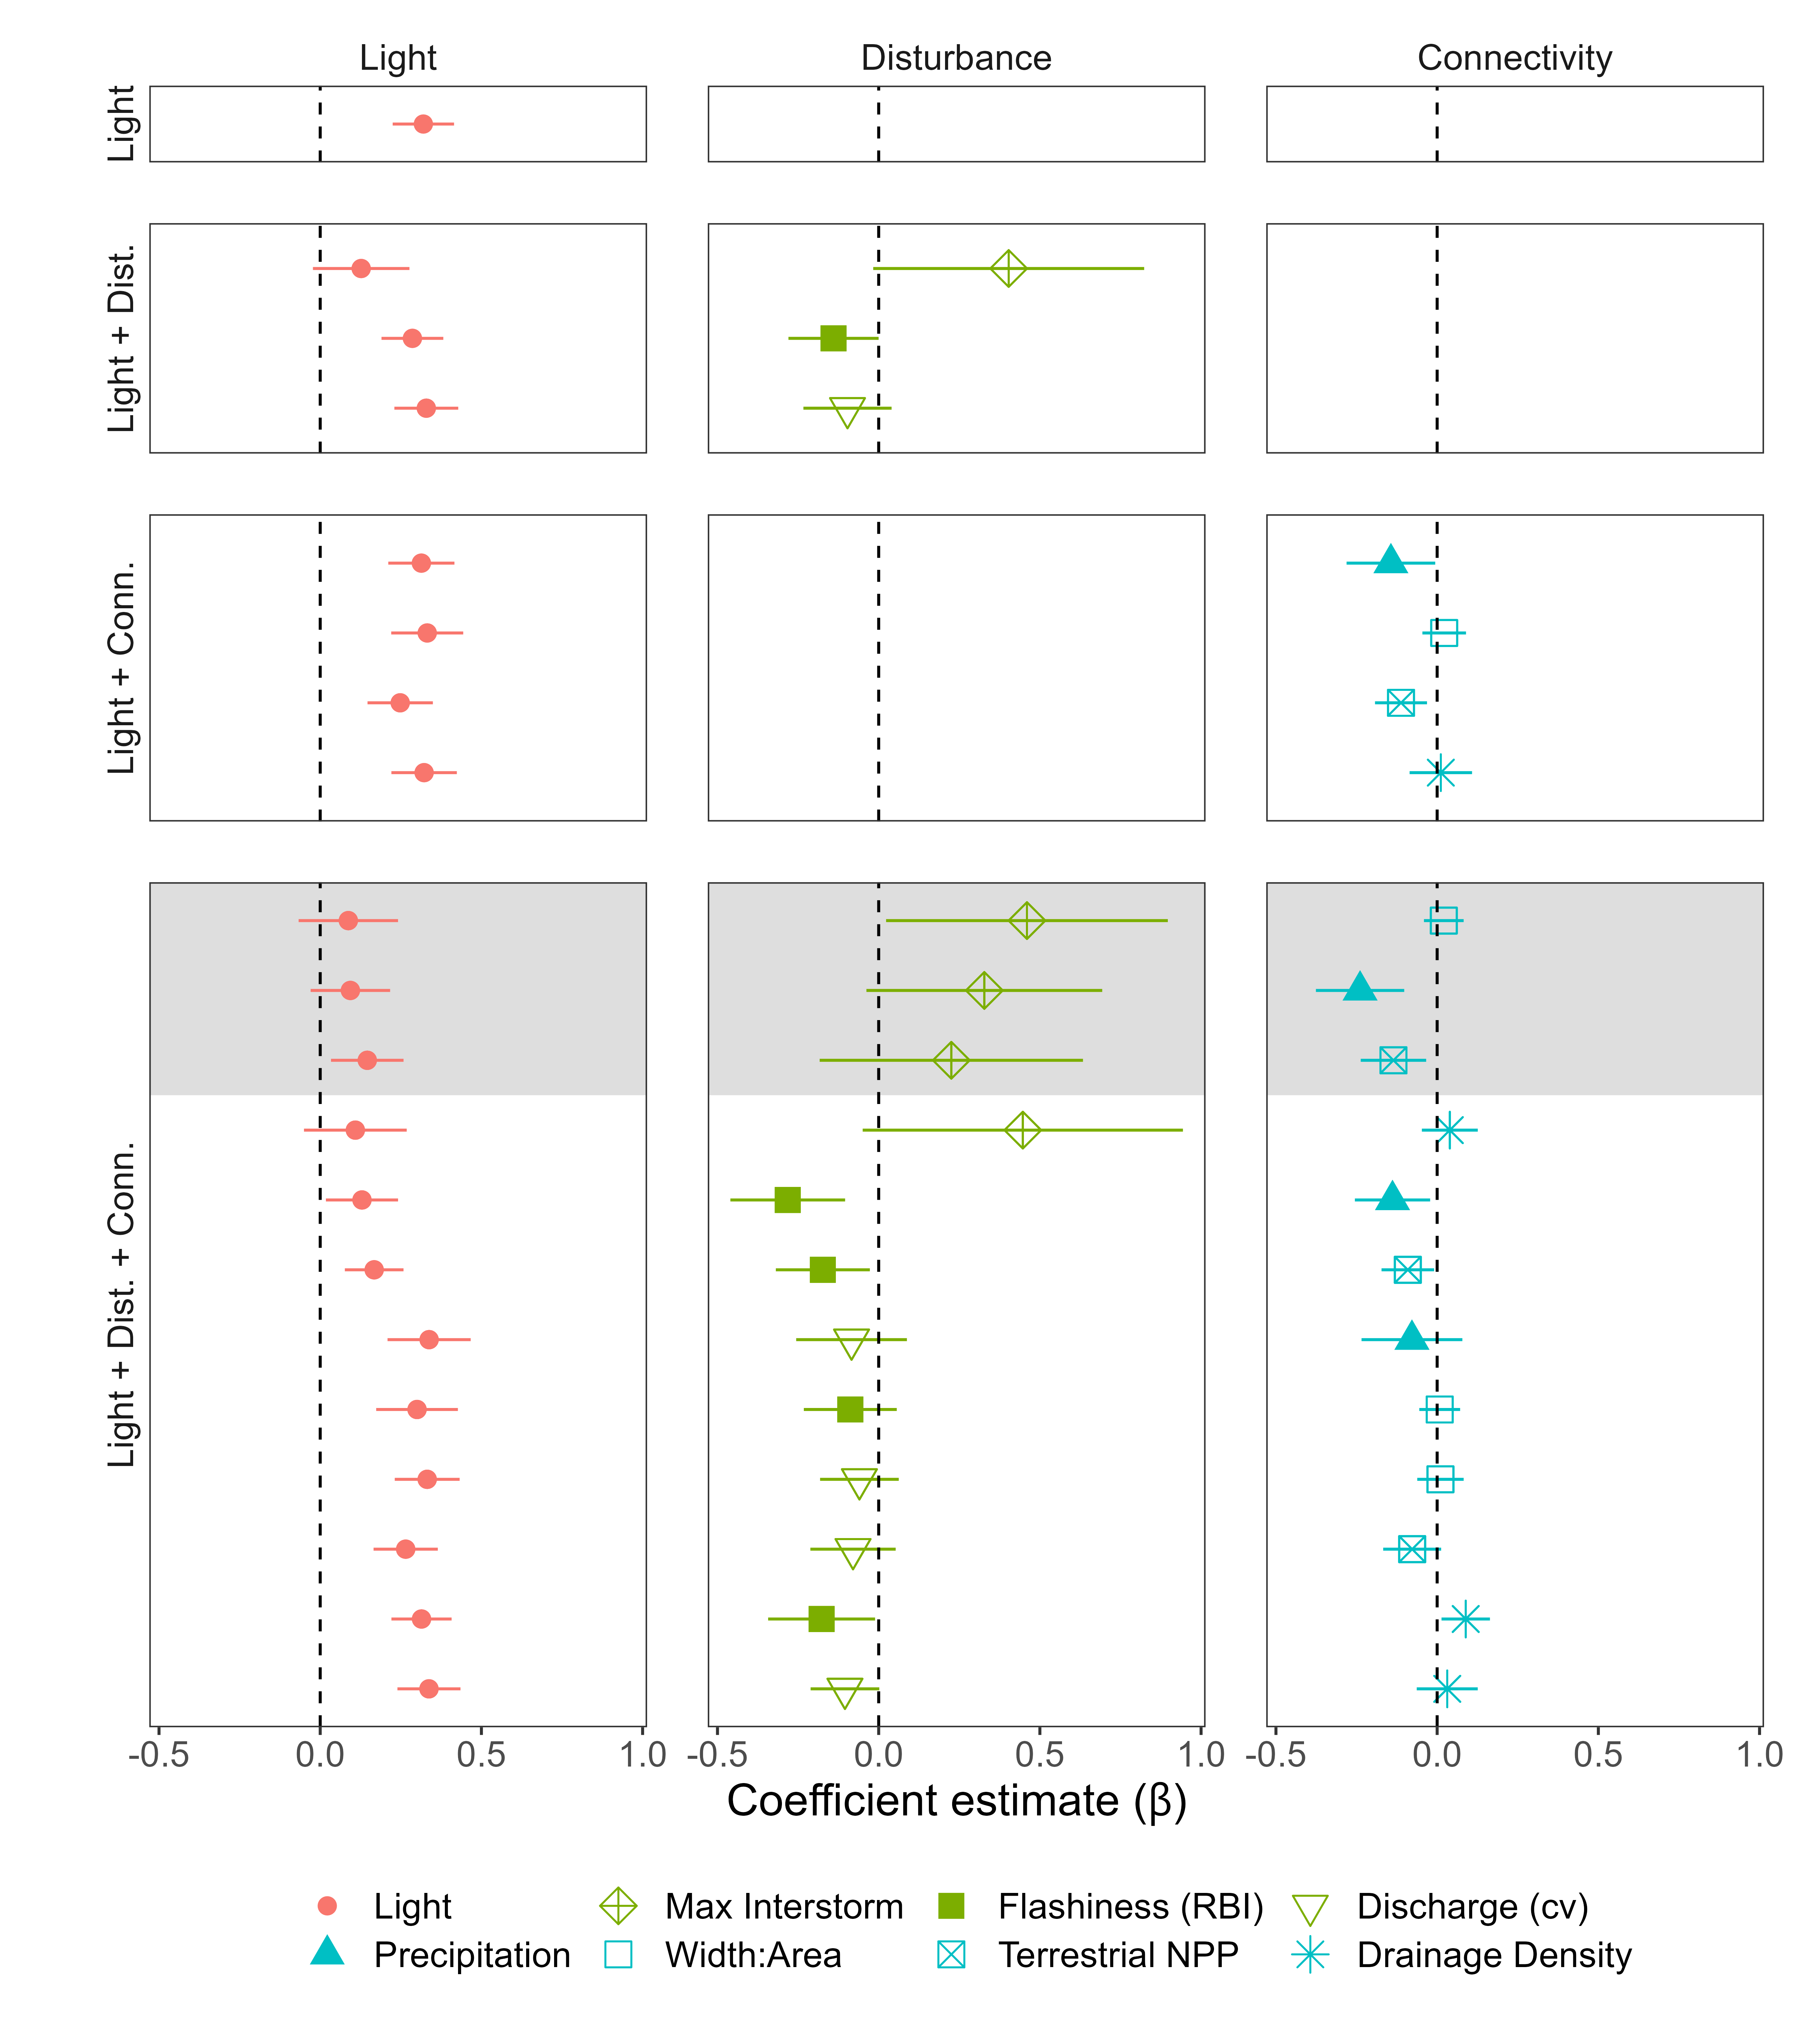 Light Disturbance Connectivity
Light
Light + Dist.
Light + Conn.
Light + Dist. + Conn.
-0.5 0.0 0.5 1.0 -0.5 0.0 0.5 1.0 -0.5 0.0 0.5 1.0
Coefficient estimate (β)
Light Max Interstorm Flashiness (RBI) Discharge (cv)
Precipitation Width:Area Terrestrial NPP Drainage Density